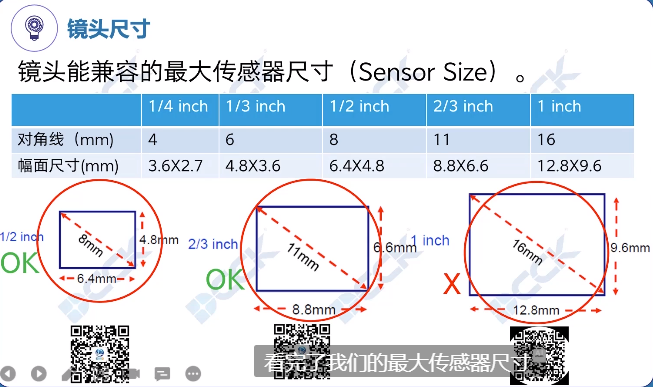 镜头尺寸
镜头能兼容的最大传感器尺寸（Sensor Size）。
1/4 inch 1/3 inch 1/2 inch 2/3 inch 1 inch
对角线（mm) 4 6 8 11 16
幅面尺寸(mm) 3.6X2.7 4.8X3.6 6.4X4.8 8.8X6.6 12.8X9.6
1/2 inch
OK
8mm
4.8mm
6.4mm
2/3 inch
OK
11mm
6.6mm
8.8mm
1 inch
X
16mm
9.6mm
12.8mm
DCCK
看完了我们的最大传感器尺寸